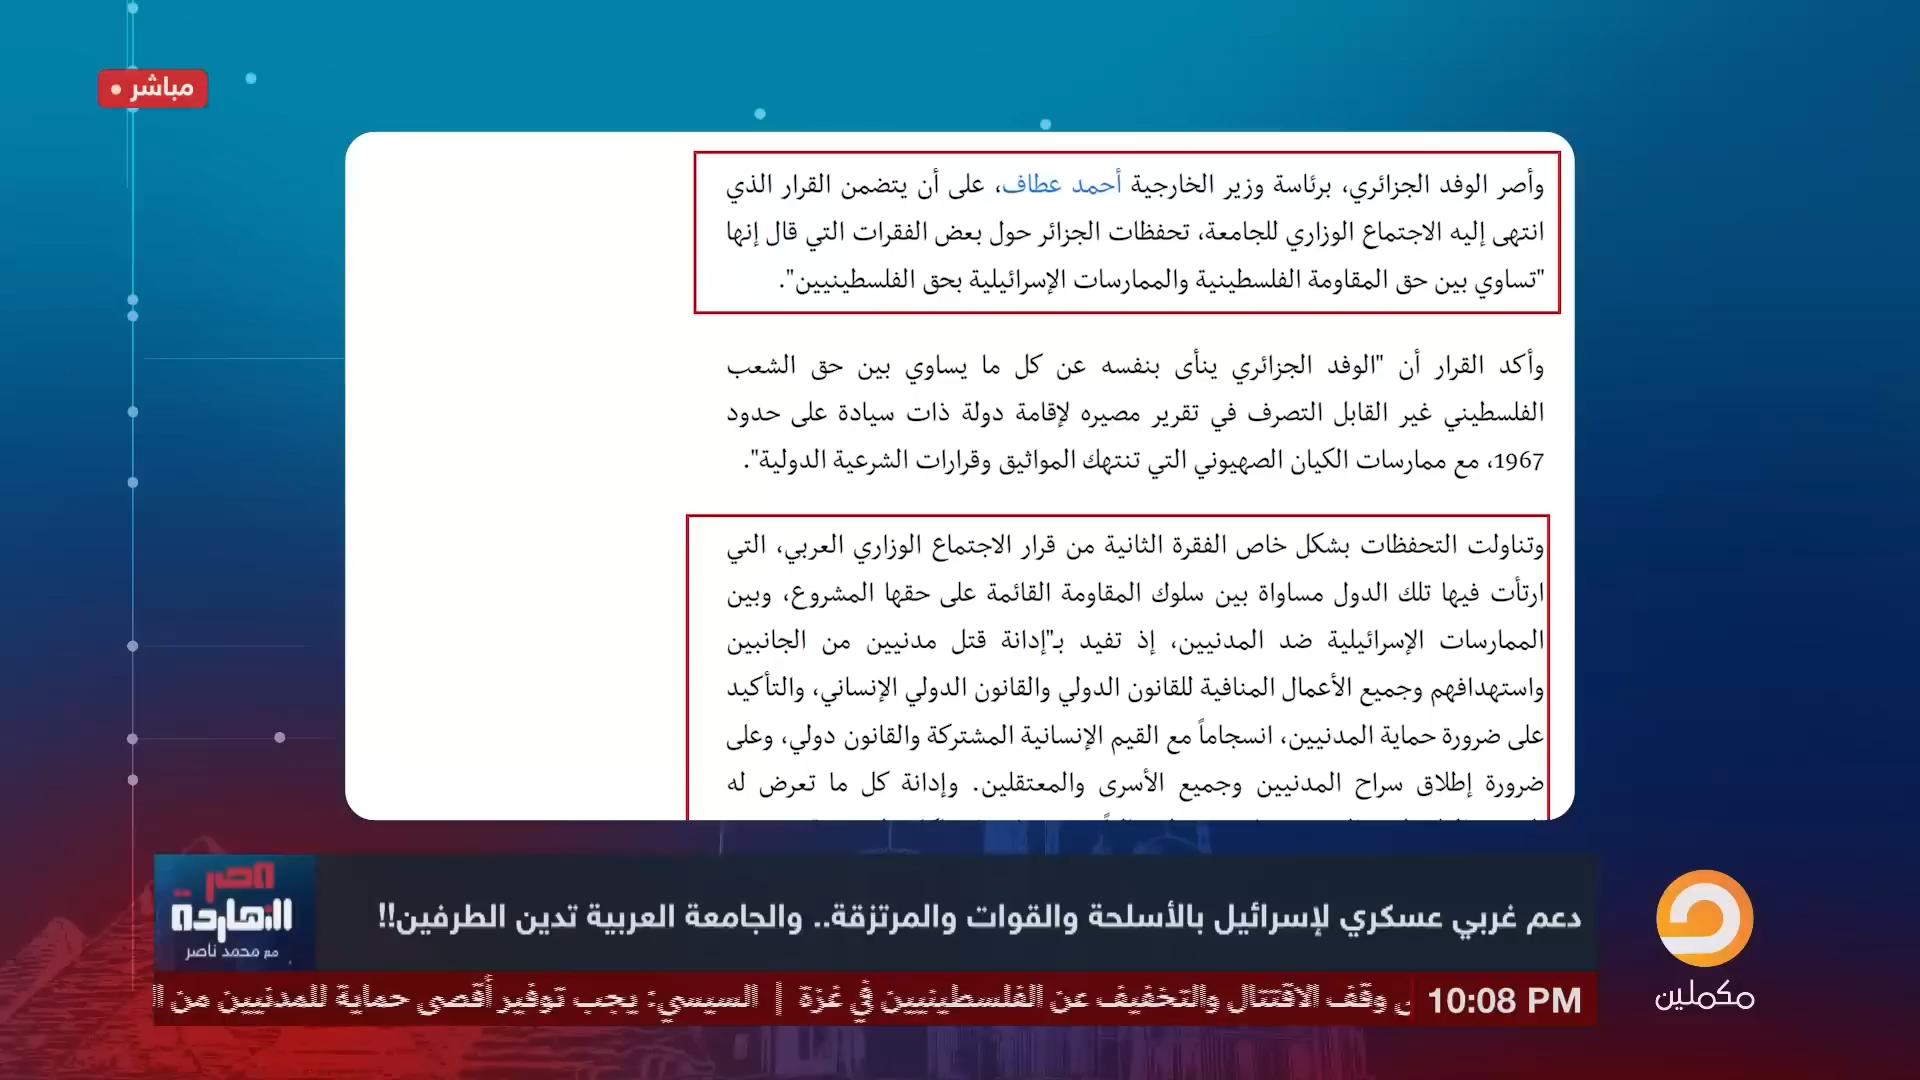 مباشر
وأصر الوفد الجزائري، برئاسة وزير الخارجية أحمد عطاف، على أن يتضمن القرار الذي
انتهى إليه الاجتماع الوزاري للجامعة، تحفظات الجزائر حول بعض الفقرات التي قال إنها
"تساوي بين حق المقاومة الفلسطينية والممارسات الإسرائيلية بحق الفلسطينيين".
وأكد القرار أن "الوفد الجزائري ينأى بنفسه عن كل ما يساوي بين حق الشعب
الفلسطيني غير القابل التصرف في تقرير مصيره لإقامة دولة ذات سيادة على حدود
1967، مع ممارسات الكيان الصهيوني التي تنتهك المواثيق وقرارات الشرعية الدولية".
وتناولت التحفظات بشكل خاص الفقرة الثانية من قرار الاجتماع الوزاري العربي، التي
ارتأت فيها تلك الدول مساواة بين سلوك المقاومة القائمة على حقها المشروع، وبين
الممارسات الإسرائيلية ضد المدنيين، إذ تفيد بـ"إدانة قتل مدنيين من الجانبين
واستهدافهم وجميع الأعمال المنافية للقانون الدولي والقانون الدولي الإنساني، والتأكيد
على ضرورة حماية المدنيين، انسجاماً مع القيم الإنسانية المشتركة والقانون دولي، وعلى
ضرورة إطلاق سراح المدنيين وجميع الأسرى والمعتقلين. وإدانة كل ما تعرض له
مصر
النهاردة
مع محمد ناصر
دعم غربي عسكري لإسرائيل بالأسلحة والقوات والمرتزقة.. والجامعة العربية تدين الطرفين!!
وقف الاقتتال والتخفيف عن الفلسطينيين في غزة | السيسي: يجب توفير أقصى حماية للمدنيين من
10:08 PM
مكملين